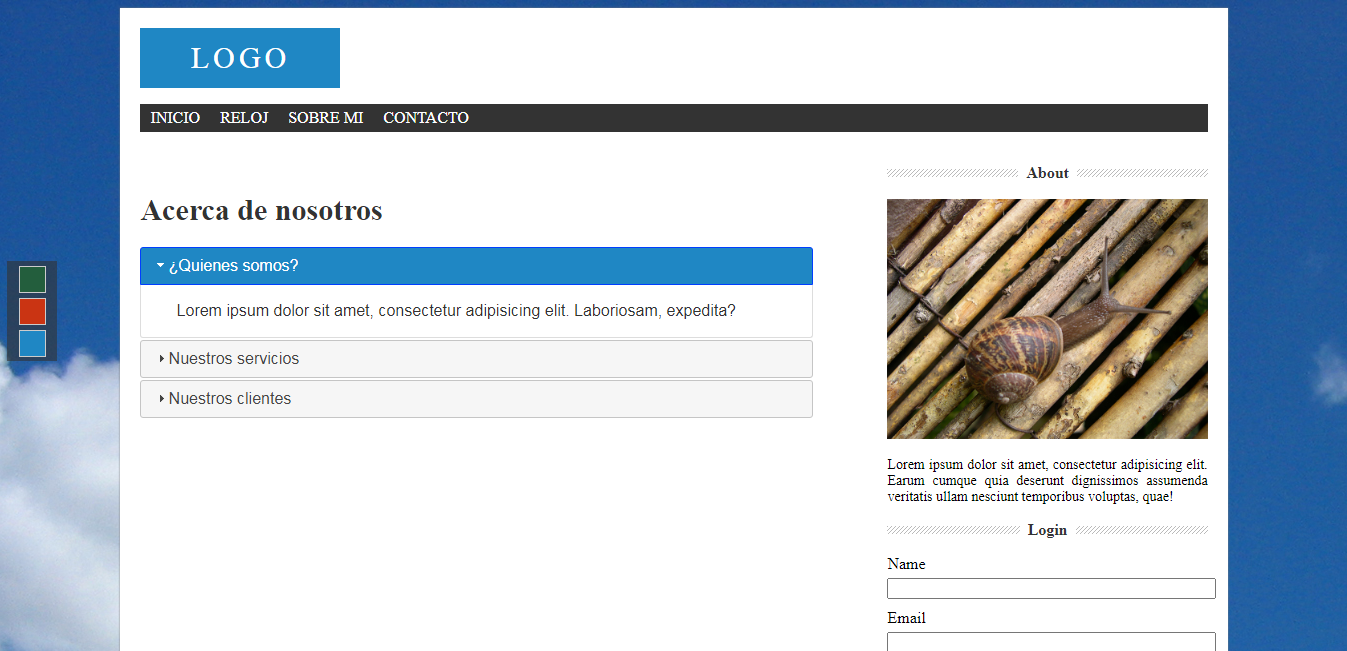 LOGO
INICIO RELOJ SOBRE MI CONTACTO
Acerca de nosotros
¿Quienes somos?
Lorem ipsum dolor sit amet, consectetur adipisicing elit. Laboriosam, expedita?
Nuestros servicios
Nuestros clientes
About
Lorem ipsum dolor sit amet, consectetur adipisicing elit.
Earum cumque quia deserunt dignissimos assumenda
veritatis ullam nesciunt temporibus voluptas, quae!
Login
Name
Email